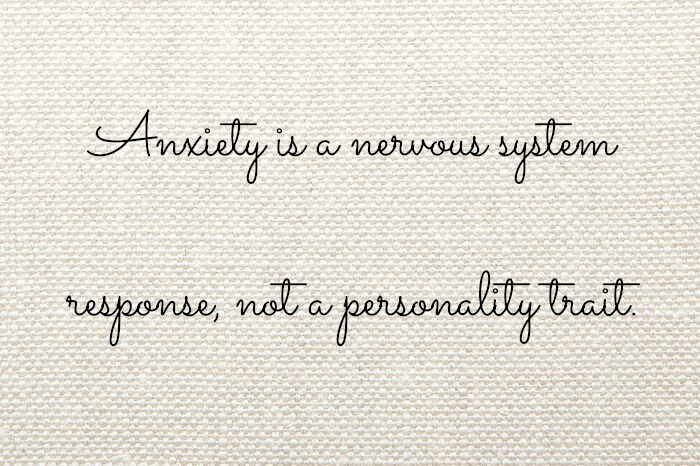 Anxiety is a nervous system
response, not a personality trait.